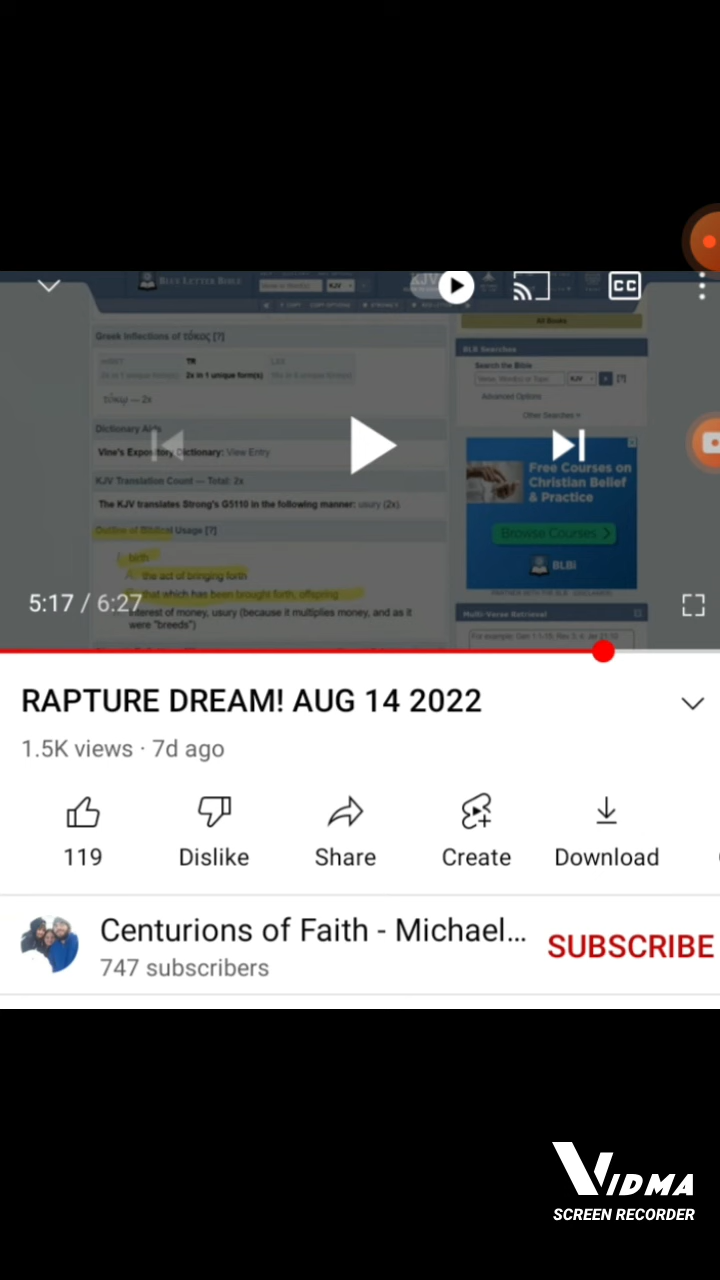 BLUE LETTER BIBLE
KJV
CC
Greek Inflections of τόκος [?]
TR
2x in 1 unique form(s)
τόκῳ — 2x
Dictionary Aids
Vine's Expository Dictionary: View Entry
KJV Translation Count — Total: 2x
The KJV translates Strong's G5110 in the following manner: usury (2x).
Outline of Biblical Usage [?]
birth
the act of bringing forth
that which has been brought forth, offspring
interest of money, usury (because it multiplies money, and as it
were "breeds")
All Books
BLB Searches
Search the Bible
KJV
[?]
Advanced Options
Other Searches
Free Courses on
Christian Belief
& Practice
Browse Courses >
BLBi
Multi-Verse Retrieval
5:17 / 6:27
RAPTURE DREAM! AUG 14 2022
1.5K views · 7d ago
119
Dislike
Share
Create
Download
Centurions of Faith - Michael...
747 subscribers
SUBSCRIBE
VIDMA
SCREEN RECORDER